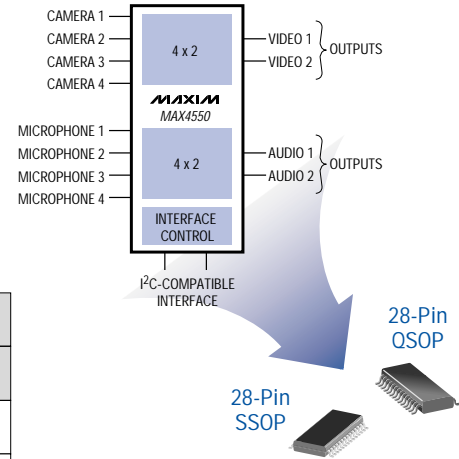 CAMERA 1
CAMERA 2
CAMERA 3
CAMERA 4
4 x 2
VIDEO 1
VIDEO 2
OUTPUTS
MAXIM
MAX4550
MICROPHONE 1
MICROPHONE 2
MICROPHONE 3
MICROPHONE 4
4 x 2
AUDIO 1
AUDIO 2
OUTPUTS
INTERFACE
CONTROL
I²C-COMPATIBLE
INTERFACE
28-Pin
QSOP
28-Pin
SSOP